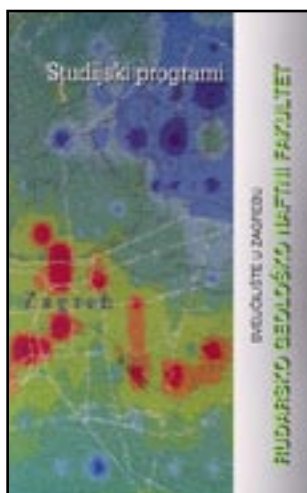 Studijski programi
Zagreb
SVEUČILIŠTE U ZAGREBU
RUDARSKO GEOLOŠKO NAFTNI FAKULTET